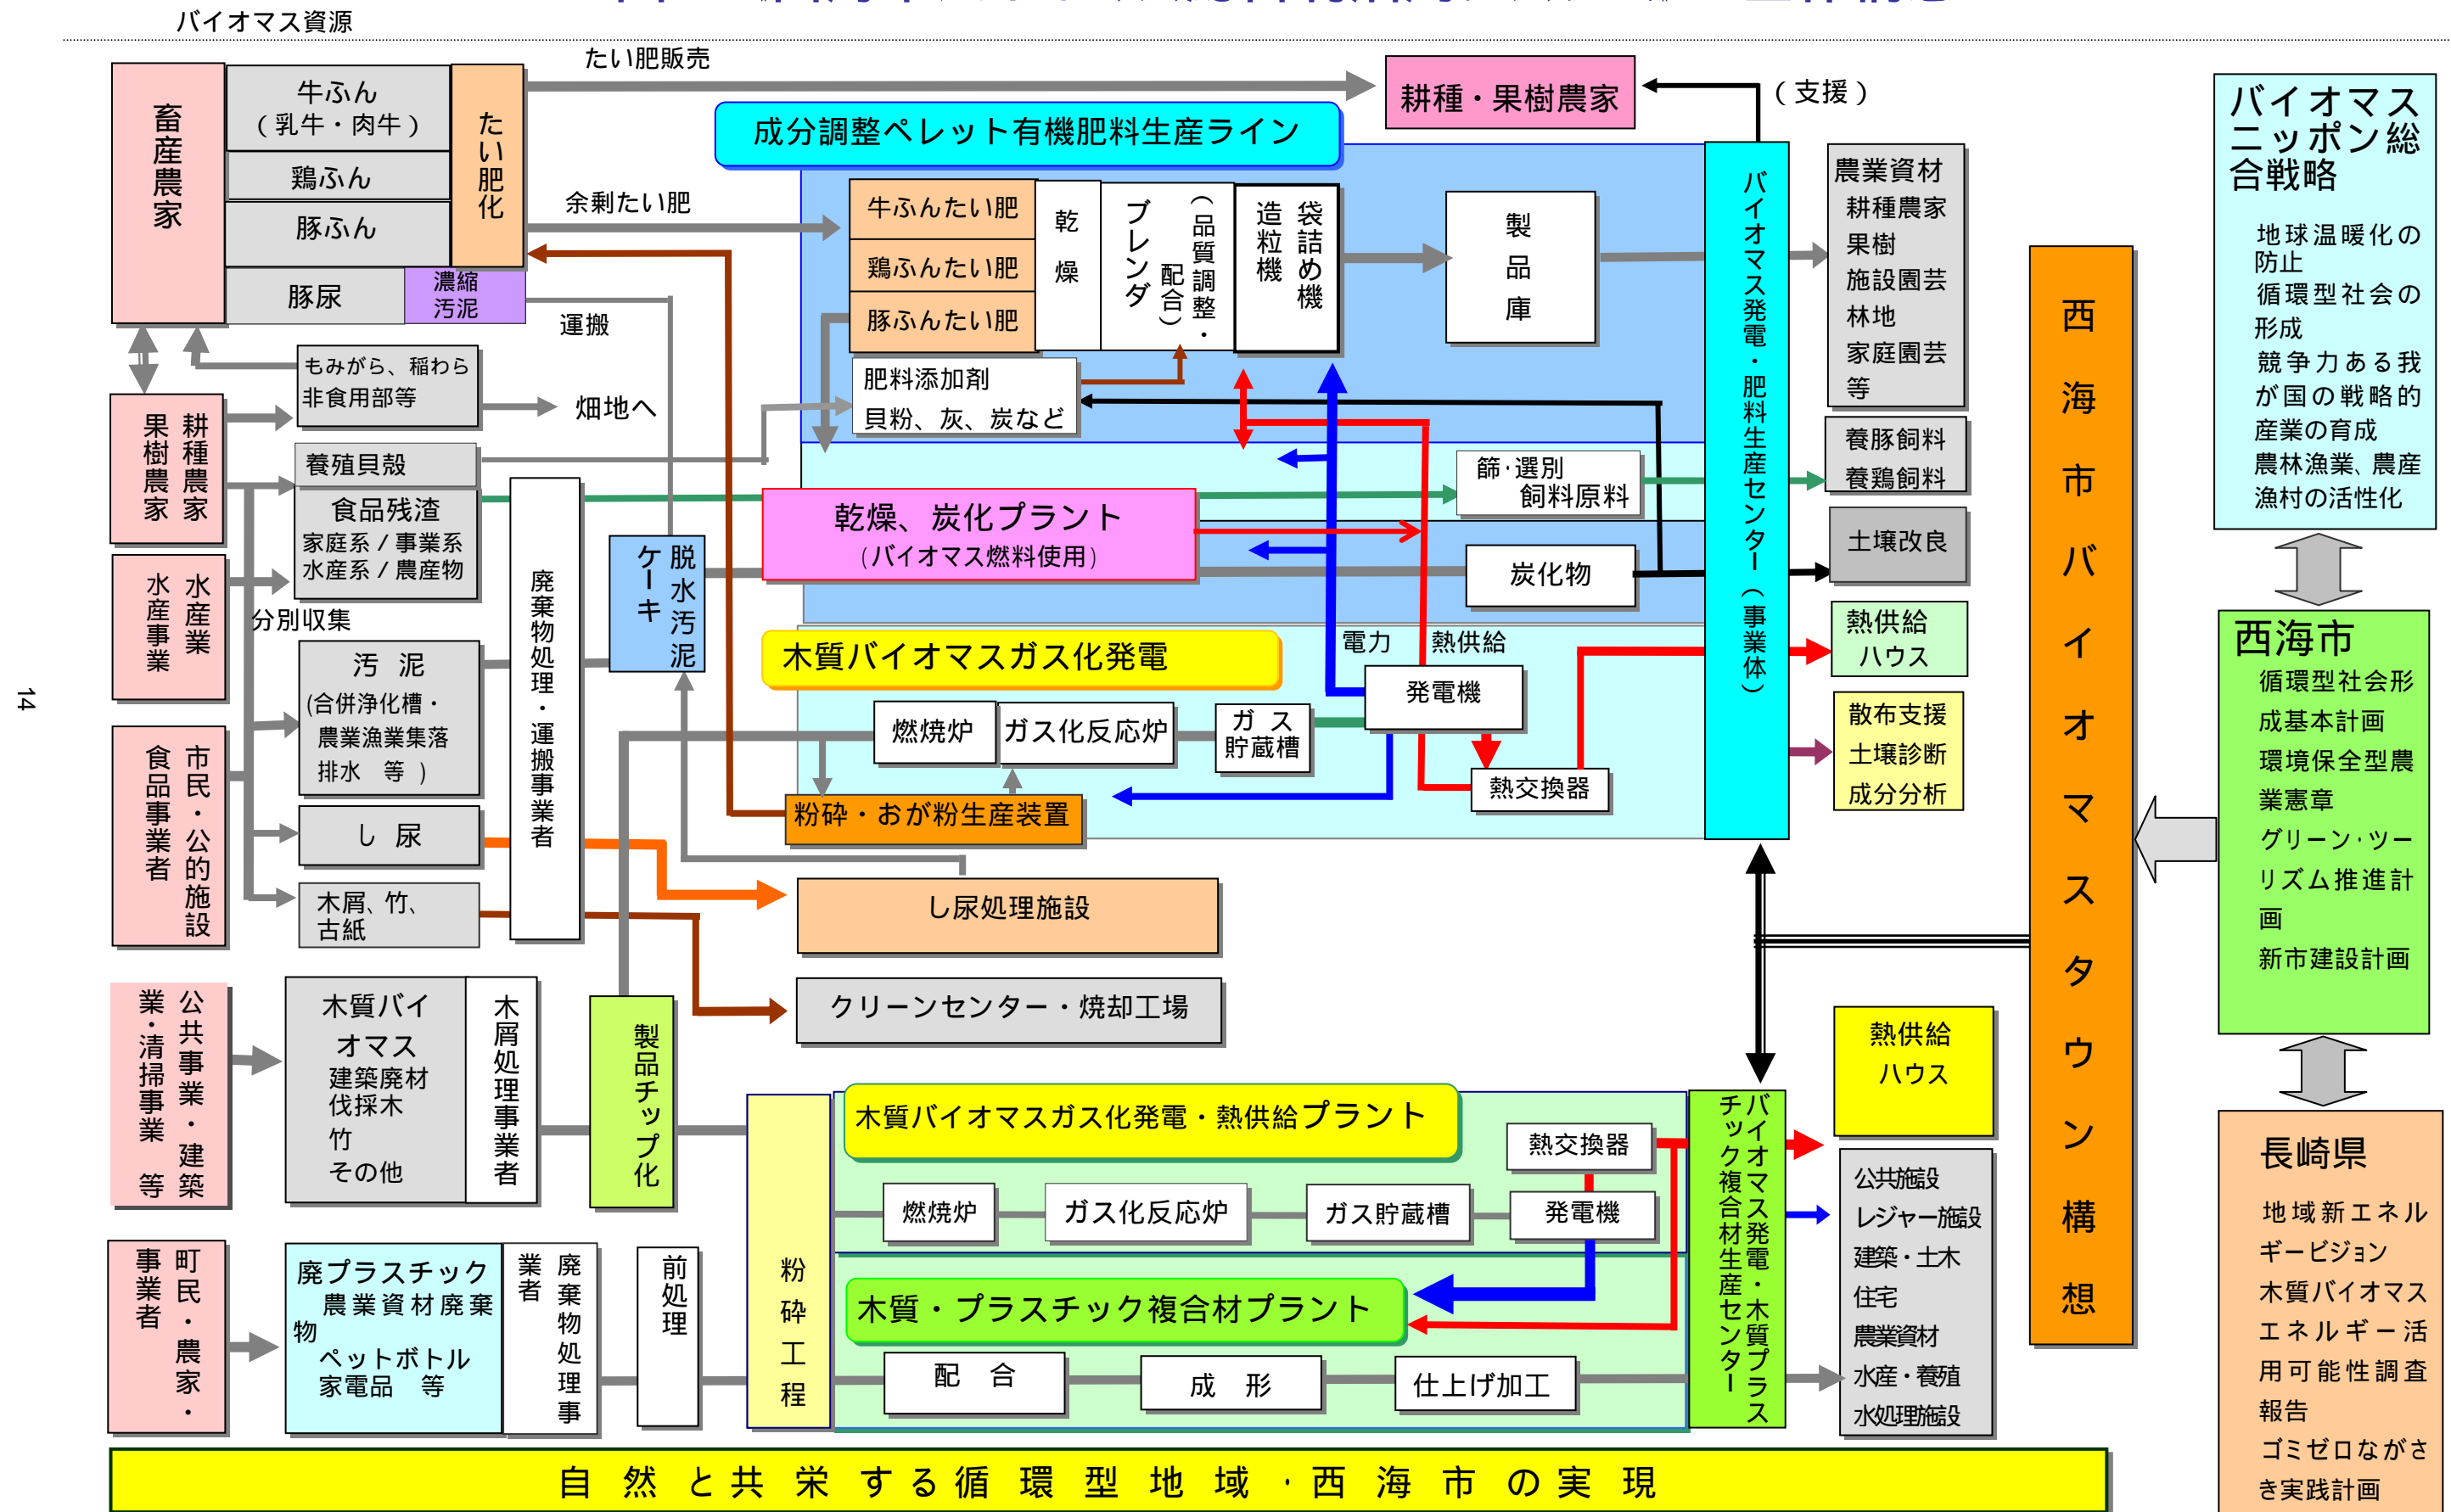 バイオマス資源
畜産農家
牛ふん
（乳牛・肉牛）
鶏ふん
豚ふん
豚尿
濃縮
汚泥
たい肥化
たい肥販売
余剰たい肥
運搬
耕種・果樹農家
（支援）
成分調整ペレット有機肥料生産ライン
牛ふんたい肥
鶏ふんたい肥
豚ふんたい肥
乾燥
ブレンダ
（品質調整・
配合）
造粒機
袋詰め機
製品庫
肥料添加剤
貝粉、灰、炭など
バイオマス発電・肥料生産センター（事業体）
農業資材
耕種農家
果樹
施設園芸
林地
家庭園芸
等
養豚飼料
養鶏飼料
土壌改良
熱供給
ハウス
散布支援
土壌診断
成分分析
もみがら、稲わら
非食用部等
畑地へ
耕種農家
果樹農家
養殖貝殻
食品残渣
家庭系／事業系
水産系／農産物
水産業
水産事業
分別収集
汚泥
(合併浄化槽・
農業漁業集落
排水　等）
市民・公的施設
食品事業者
し尿
木屑、竹、
古紙
廃棄物処理・運搬事業者
脱水汚泥
ケーキ
乾燥、炭化プラント
（バイオマス燃料使用）
篩・選別
飼料原料
炭化物
木質バイオマスガス化発電
電力
熱供給
発電機
燃焼炉
ガス化反応炉
ガス
貯蔵槽
熱交換器
粉砕・おが粉生産装置
し尿処理施設
クリーンセンター・焼却工場
公共事業・建築
業・清掃事業　等
木質バイ
オマス
建築廃材
伐採木
竹
その他
木屑処理事業者
製品チップ化
町民・農家・
事業者
廃プラスチック
農業資材廃棄
物
ペットボトル
家電品　等
廃棄物処理事
業者
前処理
粉砕工程
木質バイオマスガス化発電・熱供給プラント
熱交換器
燃焼炉
ガス化反応炉
ガス貯蔵槽
発電機
木質・プラスチック複合材プラント
配合
成形
仕上げ加工
バイオマス発電・木質プラス
チック複合材生産センター
熱供給
ハウス
公共施設
レジャー施設
建築・土木
住宅
農業資材
水産・養殖
水処理施設
西海市バイオマスタウン構想
バイオマス
ニッポン総
合戦略
地球温暖化の
防止
循環型社会の
形成
競争力ある我
が国の戦略的
産業の育成
農林漁業、農産
漁村の活性化
西海市
循環型社会形
成基本計画
環境保全型農
業憲章
グリーン・ツー
リズム推進計
画
新市建設計画
長崎県
地域新エネル
ギービジョン
木質バイオマス
エネルギー活
用可能性調査
報告
ゴミゼロながさ
き実践計画
自然と共栄する循環型地域・西海市の実現
14